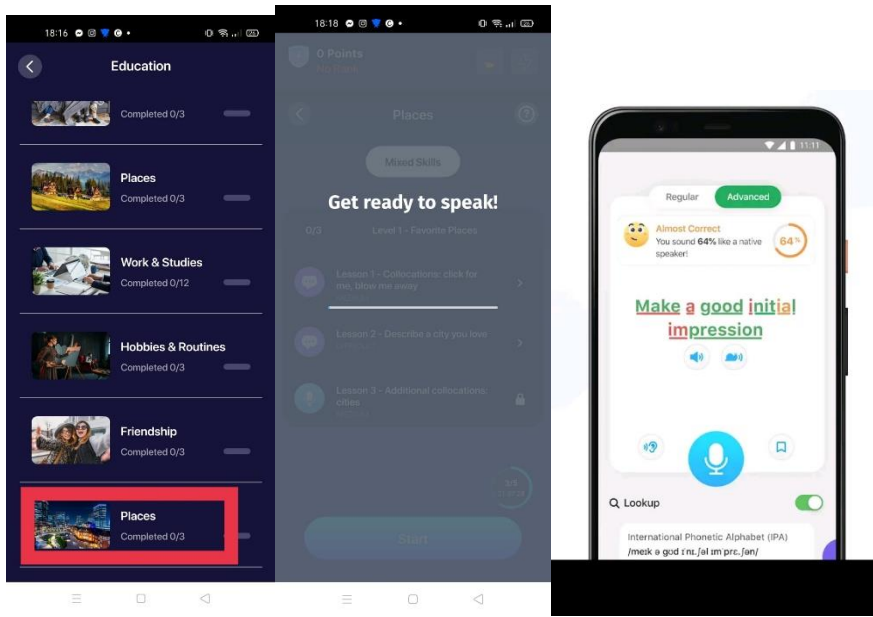 18:16
25
Education
Completed 0/3
Places
Completed 0/3
Work & Studies
Completed 0/12
Hobbies & Routines
Completed 0/3
Friendship
Completed 0/3
Places
Completed 0/3
18:18
25
0 Points
Places
Mixed Skills
Get ready to speak!
0/3
Level 1 - Favorite Places
Lesson 1 - Collocations: click for
me, blow me away
Lesson 2 - Describe a city you love
Lesson 3 - Additional collocations:
cities
Start
11:11
Regular
Advanced
Almost Correct
You sound 64% like a native
speaker!
64%
Make a good initial
impression
Lookup
International Phonetic Alphabet (IPA)